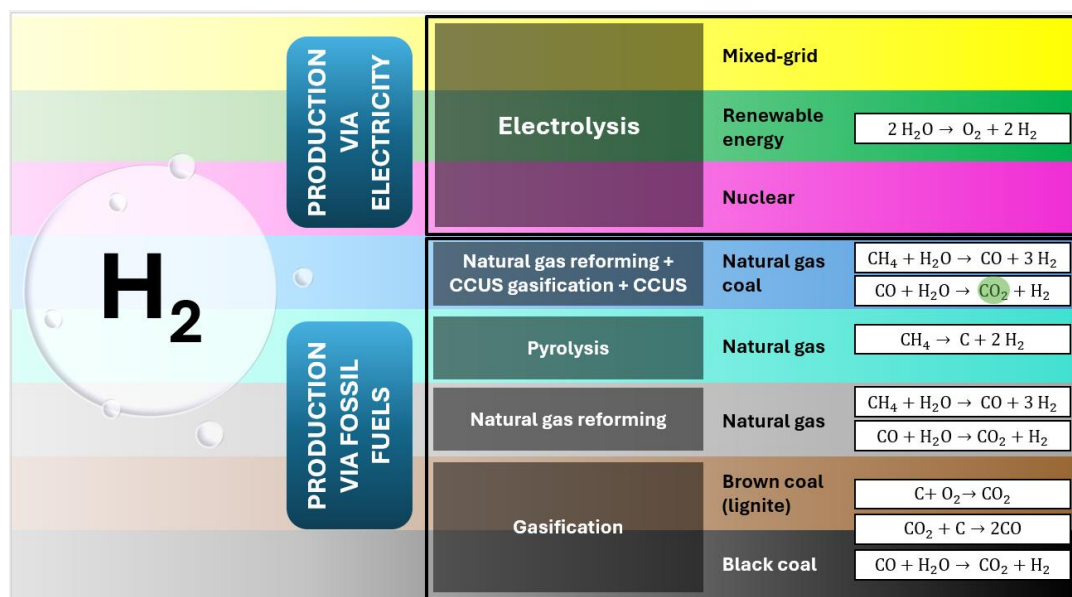 H₂
PRODUCTION
VIA
ELECTRICITY
Electrolysis
Mixed-grid
Renewable
energy
2 H₂O → O₂ + 2 H₂
Nuclear
PRODUCTION
VIA FOSSIL
FUELS
Natural gas reforming +
CCUS gasification + CCUS
Natural gas
coal
CH₄ + H₂O → CO + 3 H₂
CO + H₂O → CO₂ + H₂
Pyrolysis
Natural gas
CH₄ → C + 2 H₂
Natural gas reforming
Natural gas
CH₄ + H₂O → CO + 3 H₂
CO + H₂O → CO₂ + H₂
Gasification
Brown coal
(lignite)
C+ O₂→ CO₂
CO₂ + C → 2CO
Black coal
CO + H₂O → CO₂ + H₂